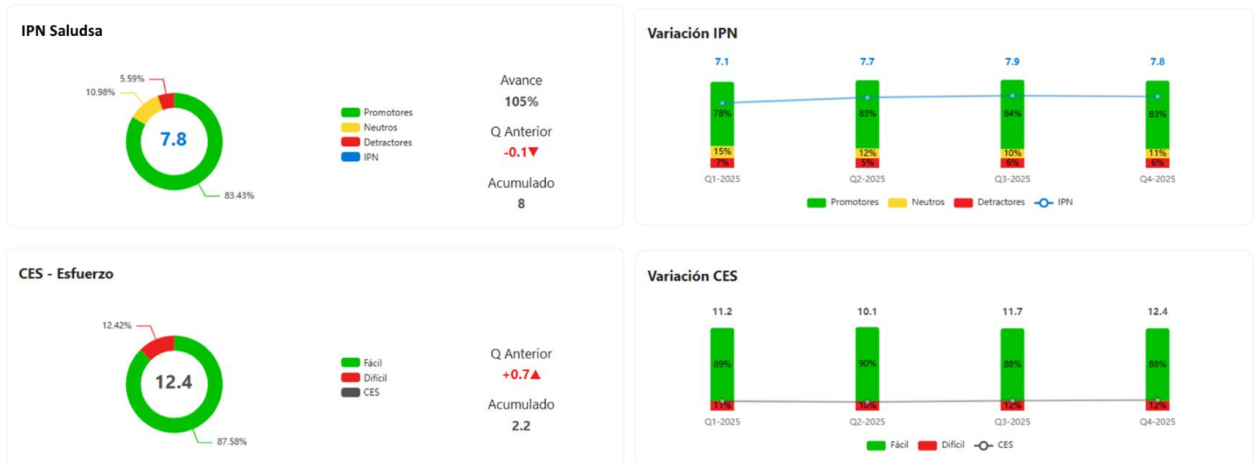 IPN Saludsa
5.59%
10.98%
7.8
83.43%
Promotores
Neutros
Detractores
IPN
Avance
105%
Q Anterior
-0.1▼
Acumulado
8
Variación IPN
7.1 7.7 7.9 7.8
78% 83% 84% 83%
15% 12% 10% 11%
7% 5% 6% 6%
Q1-2025 Q2-2025 Q3-2025 Q4-2025
Promotores Neutros Detractores IPN
CES - Esfuerzo
12.42%
12.4
87.58%
Fácil
Difícil
CES
Q Anterior
+0.7▲
Acumulado
2.2
Variación CES
11.2 10.1 11.7 12.4
89% 90% 88% 88%
11% 10% 12% 12%
Q1-2025 Q2-2025 Q3-2025 Q4-2025
Fácil Difícil CES